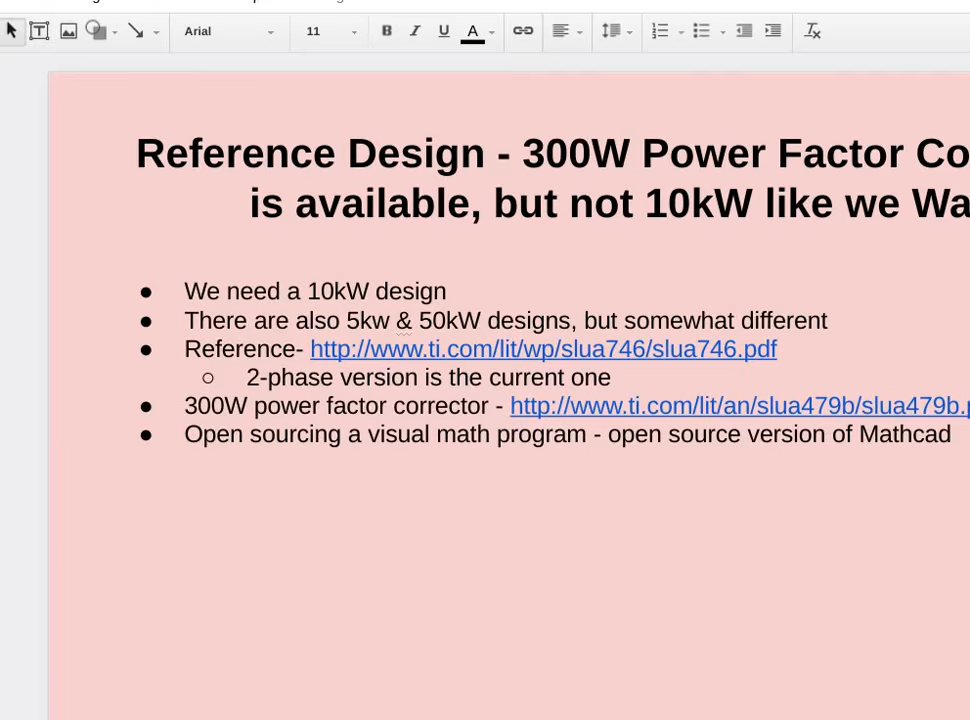 Arial 11 B I U A
Reference Design - 300W Power Factor Co
is available, but not 10kW like we Wa
● We need a 10kW design
● There are also 5kw & 50kW designs, but somewhat different
● Reference- http://www.ti.com/lit/wp/slua746/slua746.pdf
○ 2-phase version is the current one
● 300W power factor corrector - http://www.ti.com/lit/an/slua479b/slua479b.p
● Open sourcing a visual math program - open source version of Mathcad